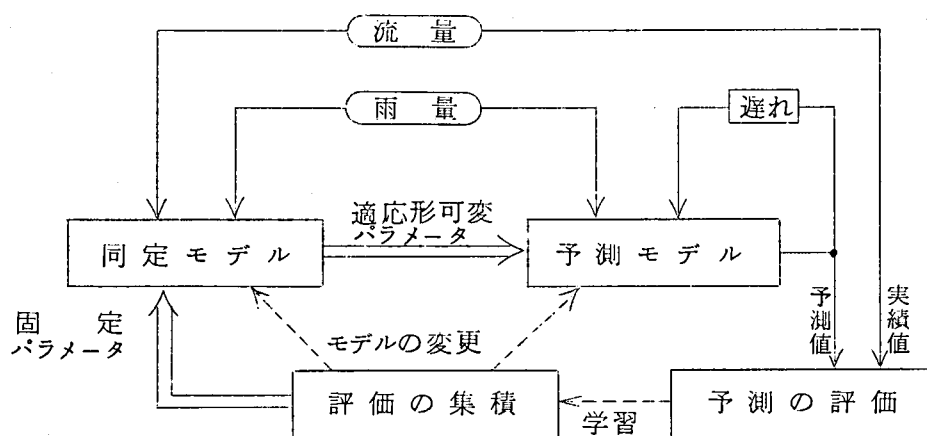 流量
雨量
遅れ
適応形可変
パラメータ
同定モデル
予測モデル
固定
パラメータ
モデルの変更
予測値
実績値
評価の集積
学習
予測の評価